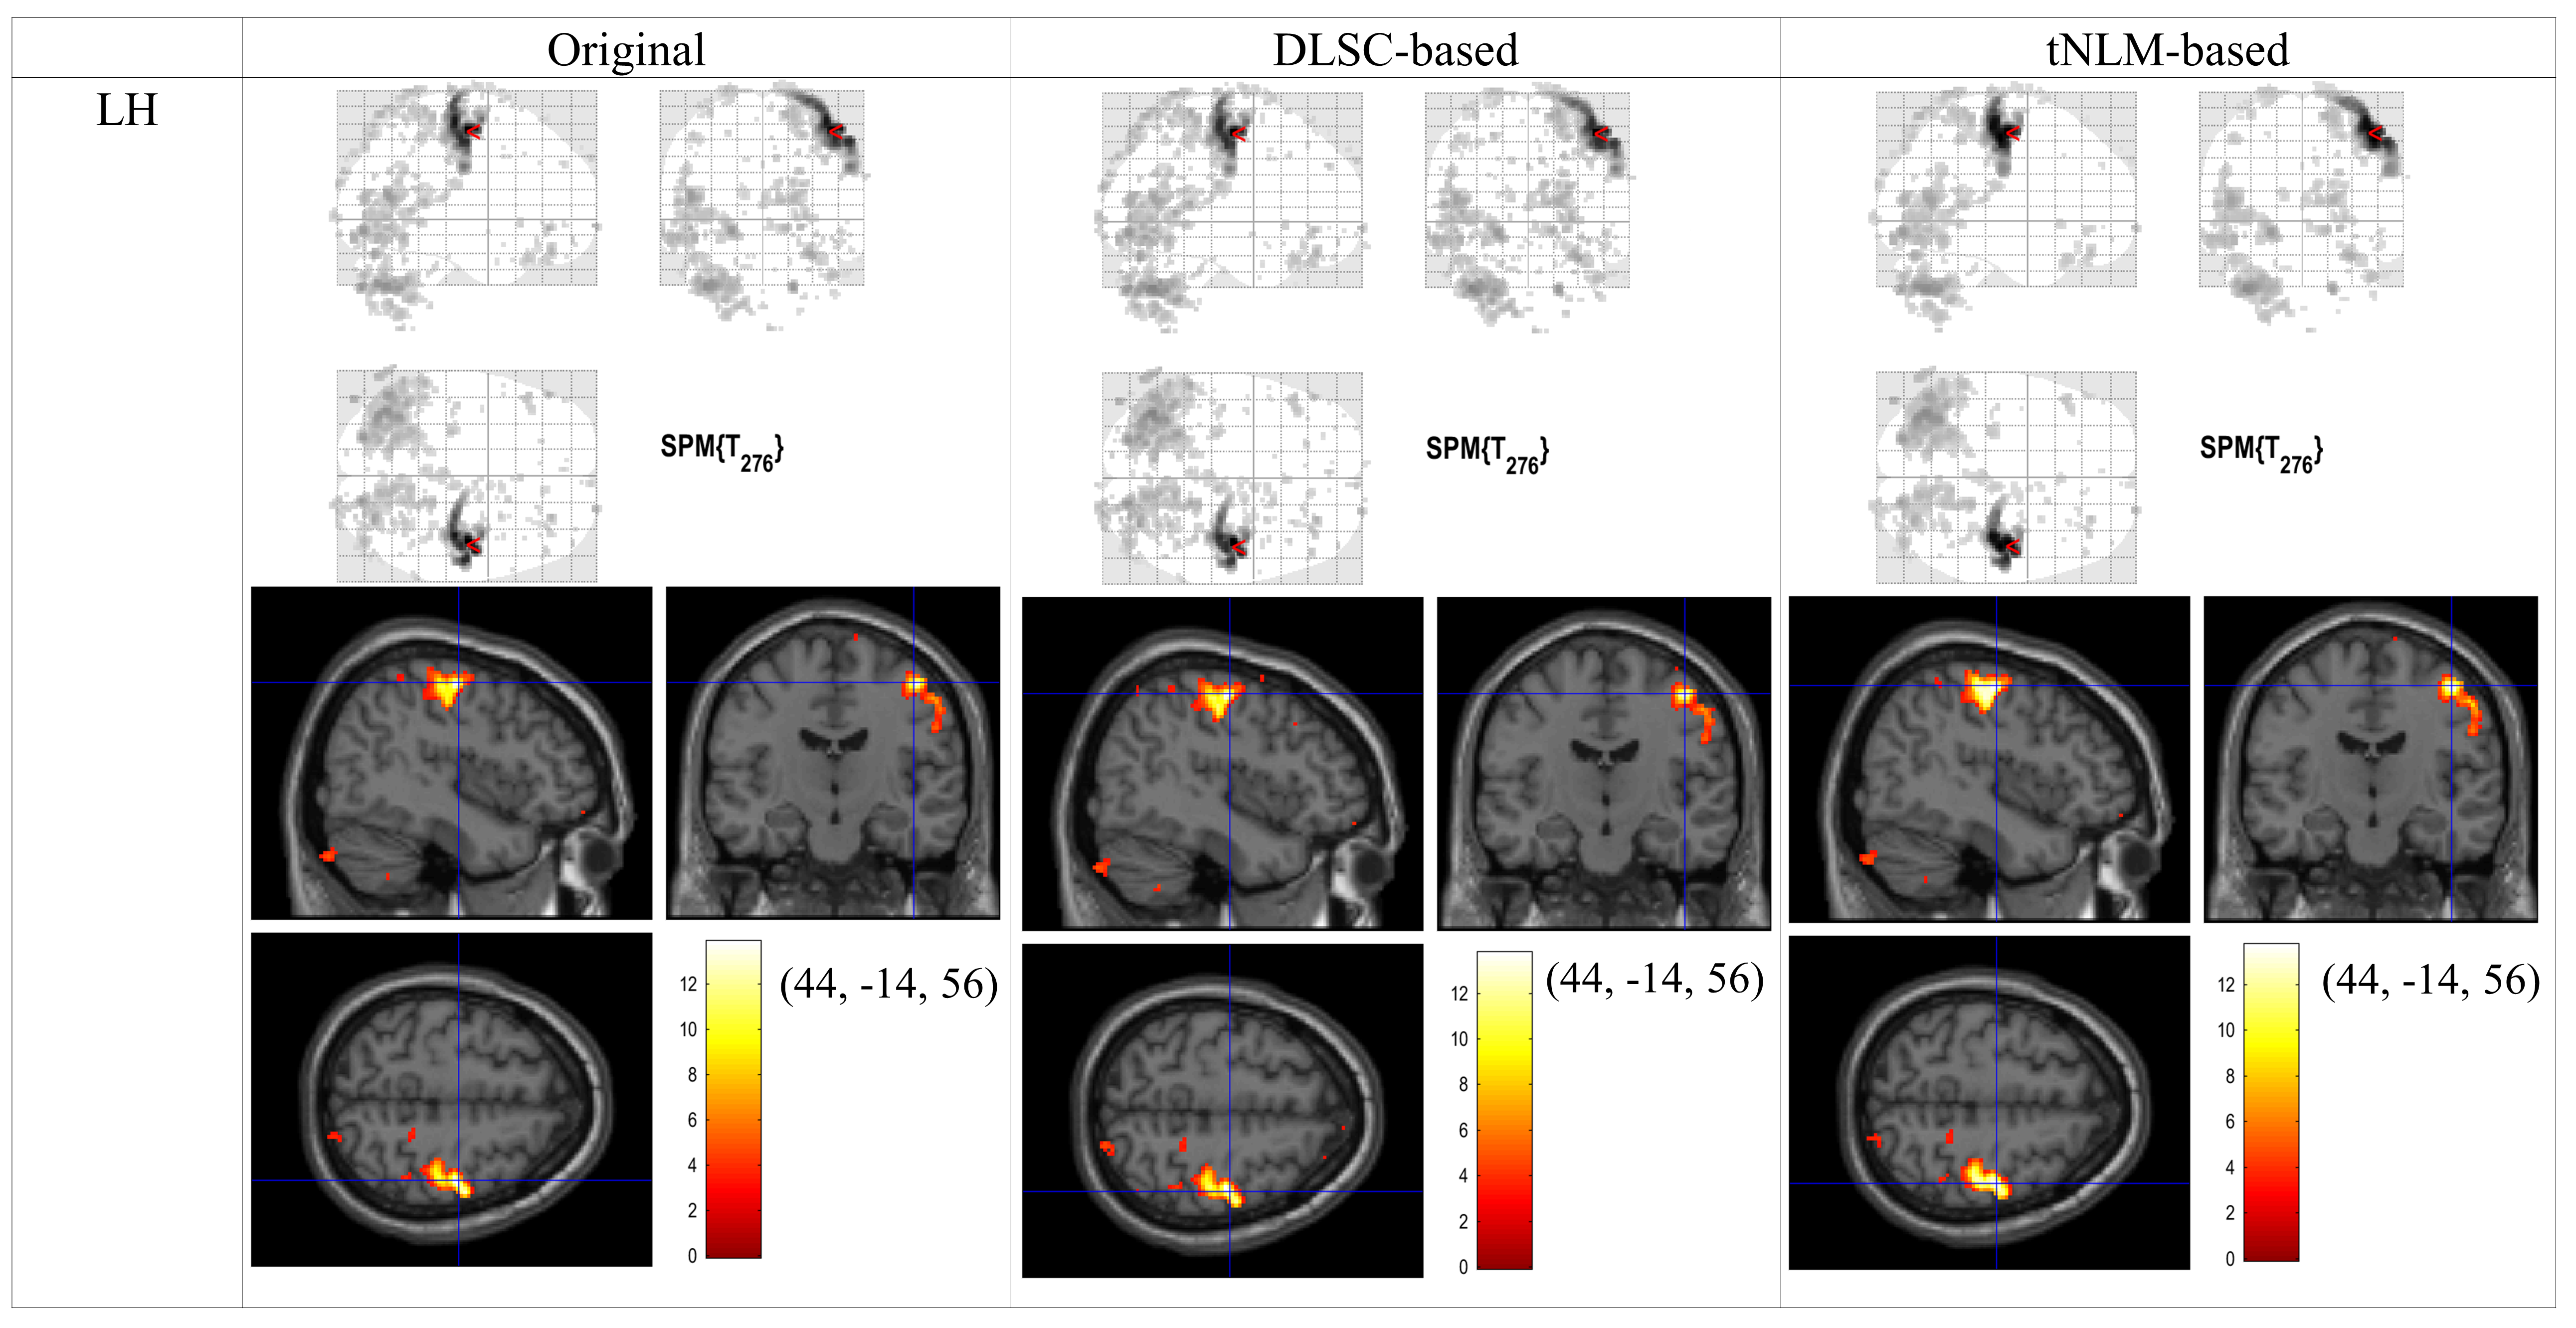 Original DLSC-based tNLM-based
LH
< < < < < <
SPM{T276} SPM{T276} SPM{T276}
< < <
(44, -14, 56) (44, -14, 56) (44, -14, 56)
12 12 12
10 10 10
8 8 8
6 6 6
4 4 4
2 2 2
0 0 0